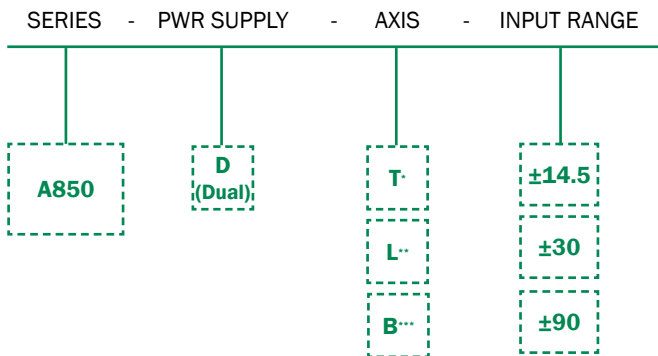 SERIES - PWR SUPPLY - AXIS - INPUT RANGE
A850
D
(Dual)
T*
±14.5
L**
±30
B***
±90